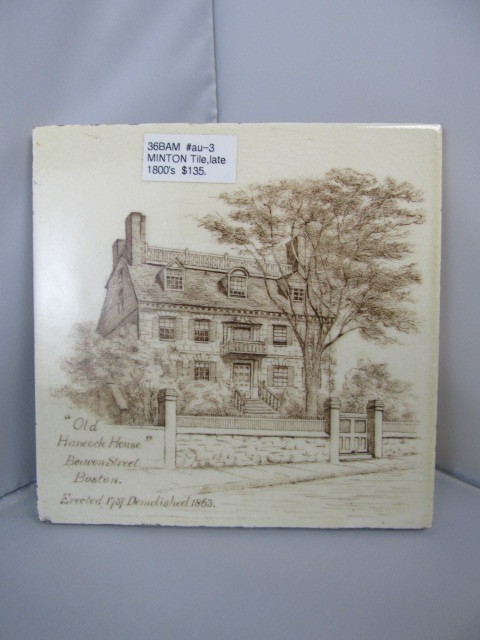 36BAM #au-3
MINTON Tile,late
1800's $135.
"Old
Hancock House"
Beacon Street
Boston.
Erected 1737 Demolished 1863.